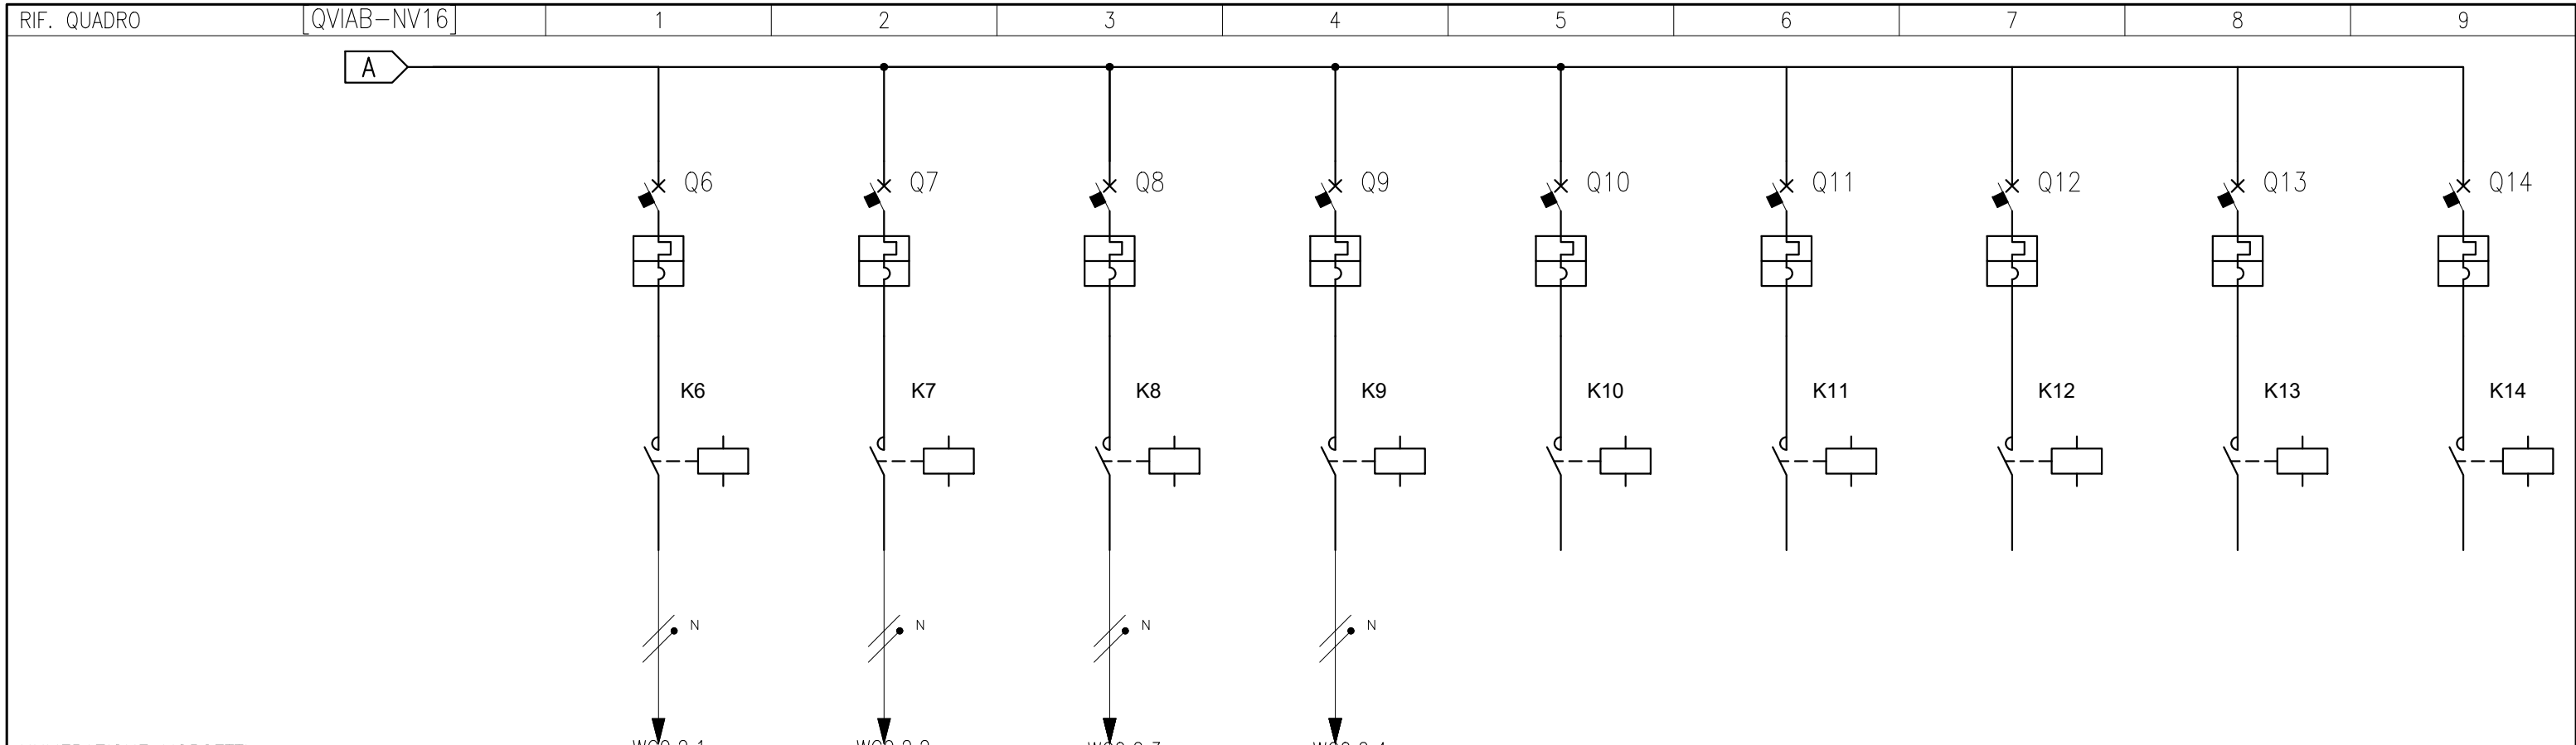 RIF. QUADRO QVIAB-NV16 1 2 3 4 5 6 7 8 9
A
Q6 Q7 Q8 Q9 Q10 Q11 Q12 Q13 Q14
K6 K7 K8 K9 K10 K11 K12 K13 K14
N N N N